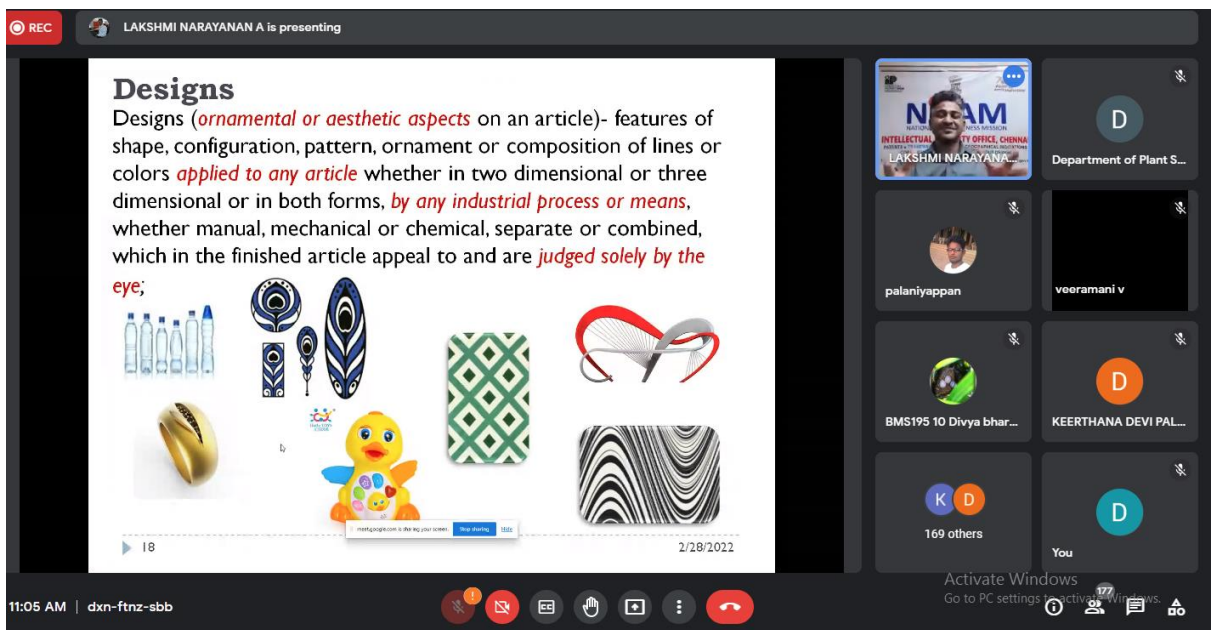 REC
LAKSHMI NARAYANAN A is presenting
Designs
Designs (ornamental or aesthetic aspects on an article)- features of
shape, configuration, pattern, ornament or composition of lines or
colors applied to any article whether in two dimensional or three
dimensional or in both forms, by any industrial process or means,
whether manual, mechanical or chemical, separate or combined,
which in the finished article appeal to and are judged solely by the
eye;
meet.google.com is sharing your screen.
Stop sharing
Hide
18
2/28/2022
INTELLECTUAL
OFFICE, CHENNAI
LAKSHMI NARAYANA...
Department of Plant S...
D
palaniyappan
veeramani v
BMS195 10 Divya bhar...
D
KEERTHANA DEVI PAL...
K D
169 others
D
You
Activate Windows
Go to PC settings to activate Windows.
11:05 AM | dxn-ftnz-sbb
CC
177